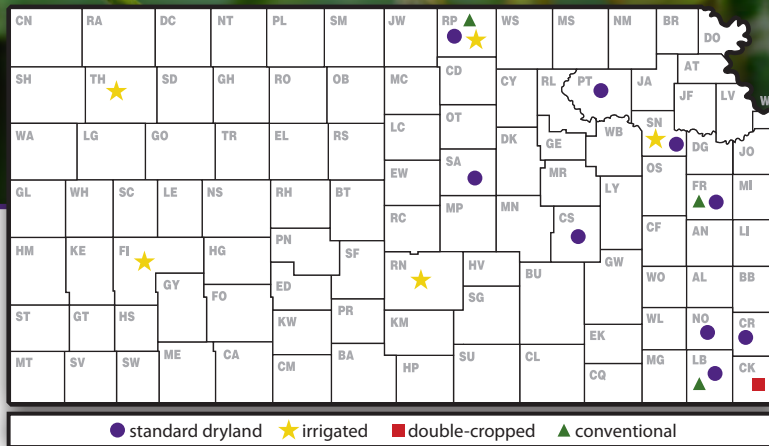 CN RA DC NT PL SM JW RP WS MS NM BR DO
SH TH SD GH RO OB MC CD CY RL PT JA AT JF LV W
WA LG GO TR EL RS LC OT DK GE WB SN DG JO
GL WH SC LE NS RH BT EW SA MR LY OS FR MI
RC MP MN CS CF AN LI
HM KE FI HG PN SF RN HV BU GW WO AL BB
GY FO ED SG
ST GT HS KW PR KM EK WL NO CR
MT SV SW ME CA CM BA HP SU CL CQ MG LB CK
standard dryland irrigated double-cropped conventional